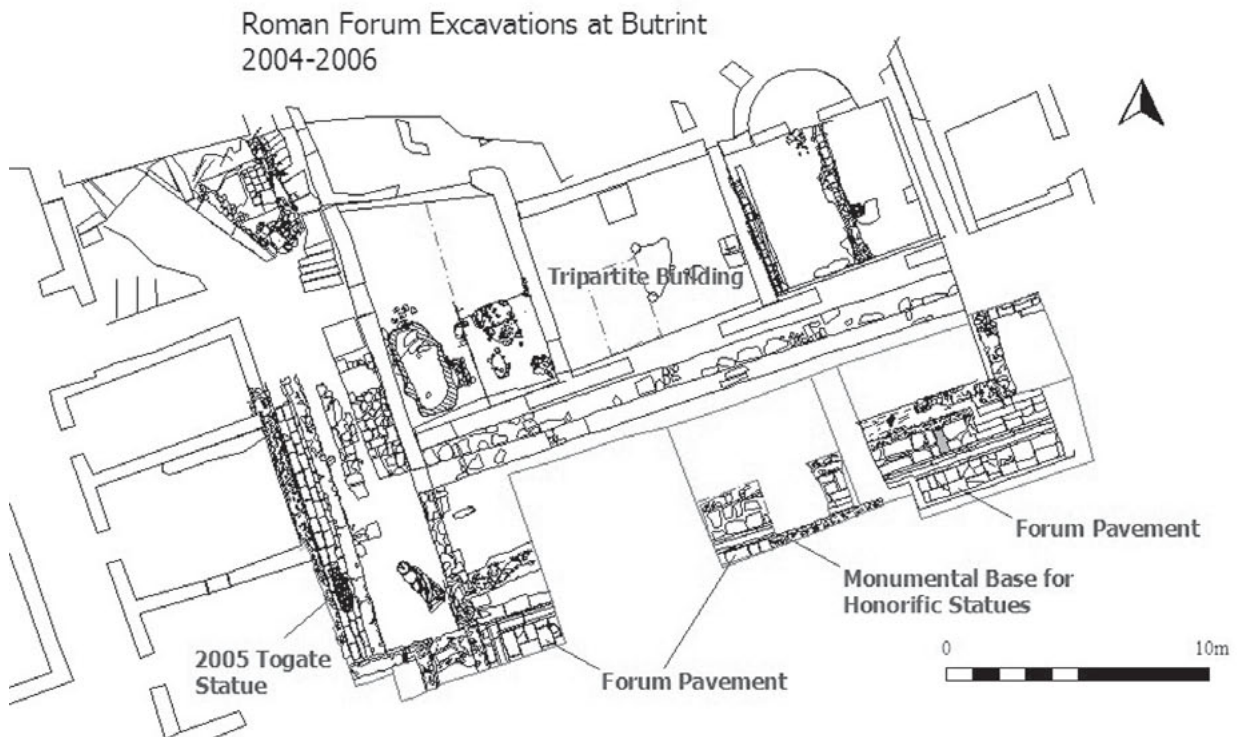 Roman Forum Excavations at Butrint
2004-2006
Tripartite Building
Forum Pavement
Monumental Base for
Honorific Statues
0 10m
2005 Togate
Statue
Forum Pavement